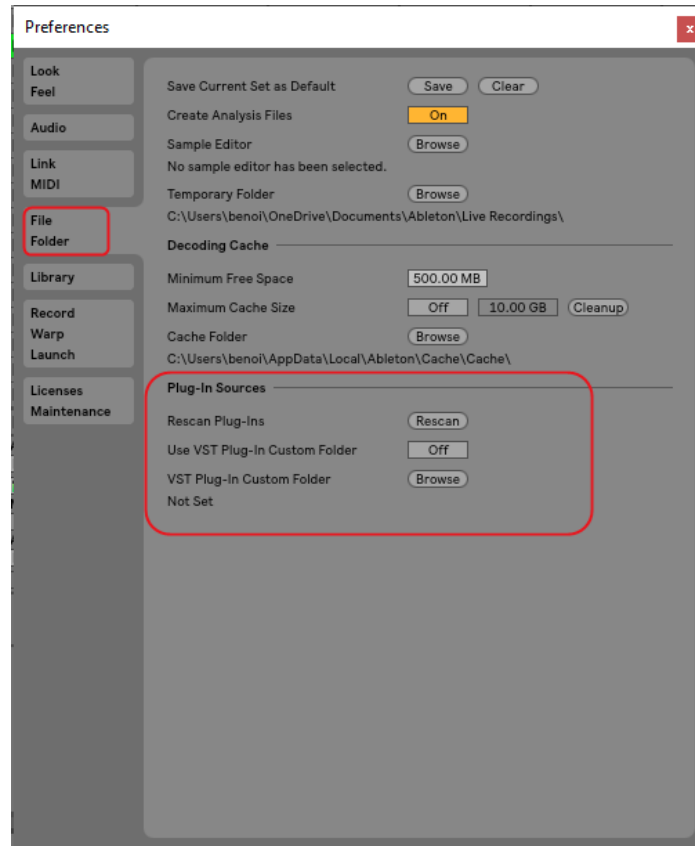 Preferences
x
Look
Feel
Audio
Link
MIDI
File
Folder
Library
Record
Warp
Launch
Licenses
Maintenance
Save Current Set as Default Save Clear
Create Analysis Files On
Sample Editor Browse
No sample editor has been selected.
Temporary Folder Browse
C:\Users\benoi\OneDrive\Documents\Ableton\Live Recordings\
Decoding Cache
Minimum Free Space 500.00 MB
Maximum Cache Size Off 10.00 GB Cleanup
Cache Folder Browse
C:\Users\benoi\AppData\Local\Ableton\Cache\Cache\
Plug-In Sources
Rescan Plug-Ins Rescan
Use VST Plug-In Custom Folder Off
VST Plug-In Custom Folder Browse
Not Set